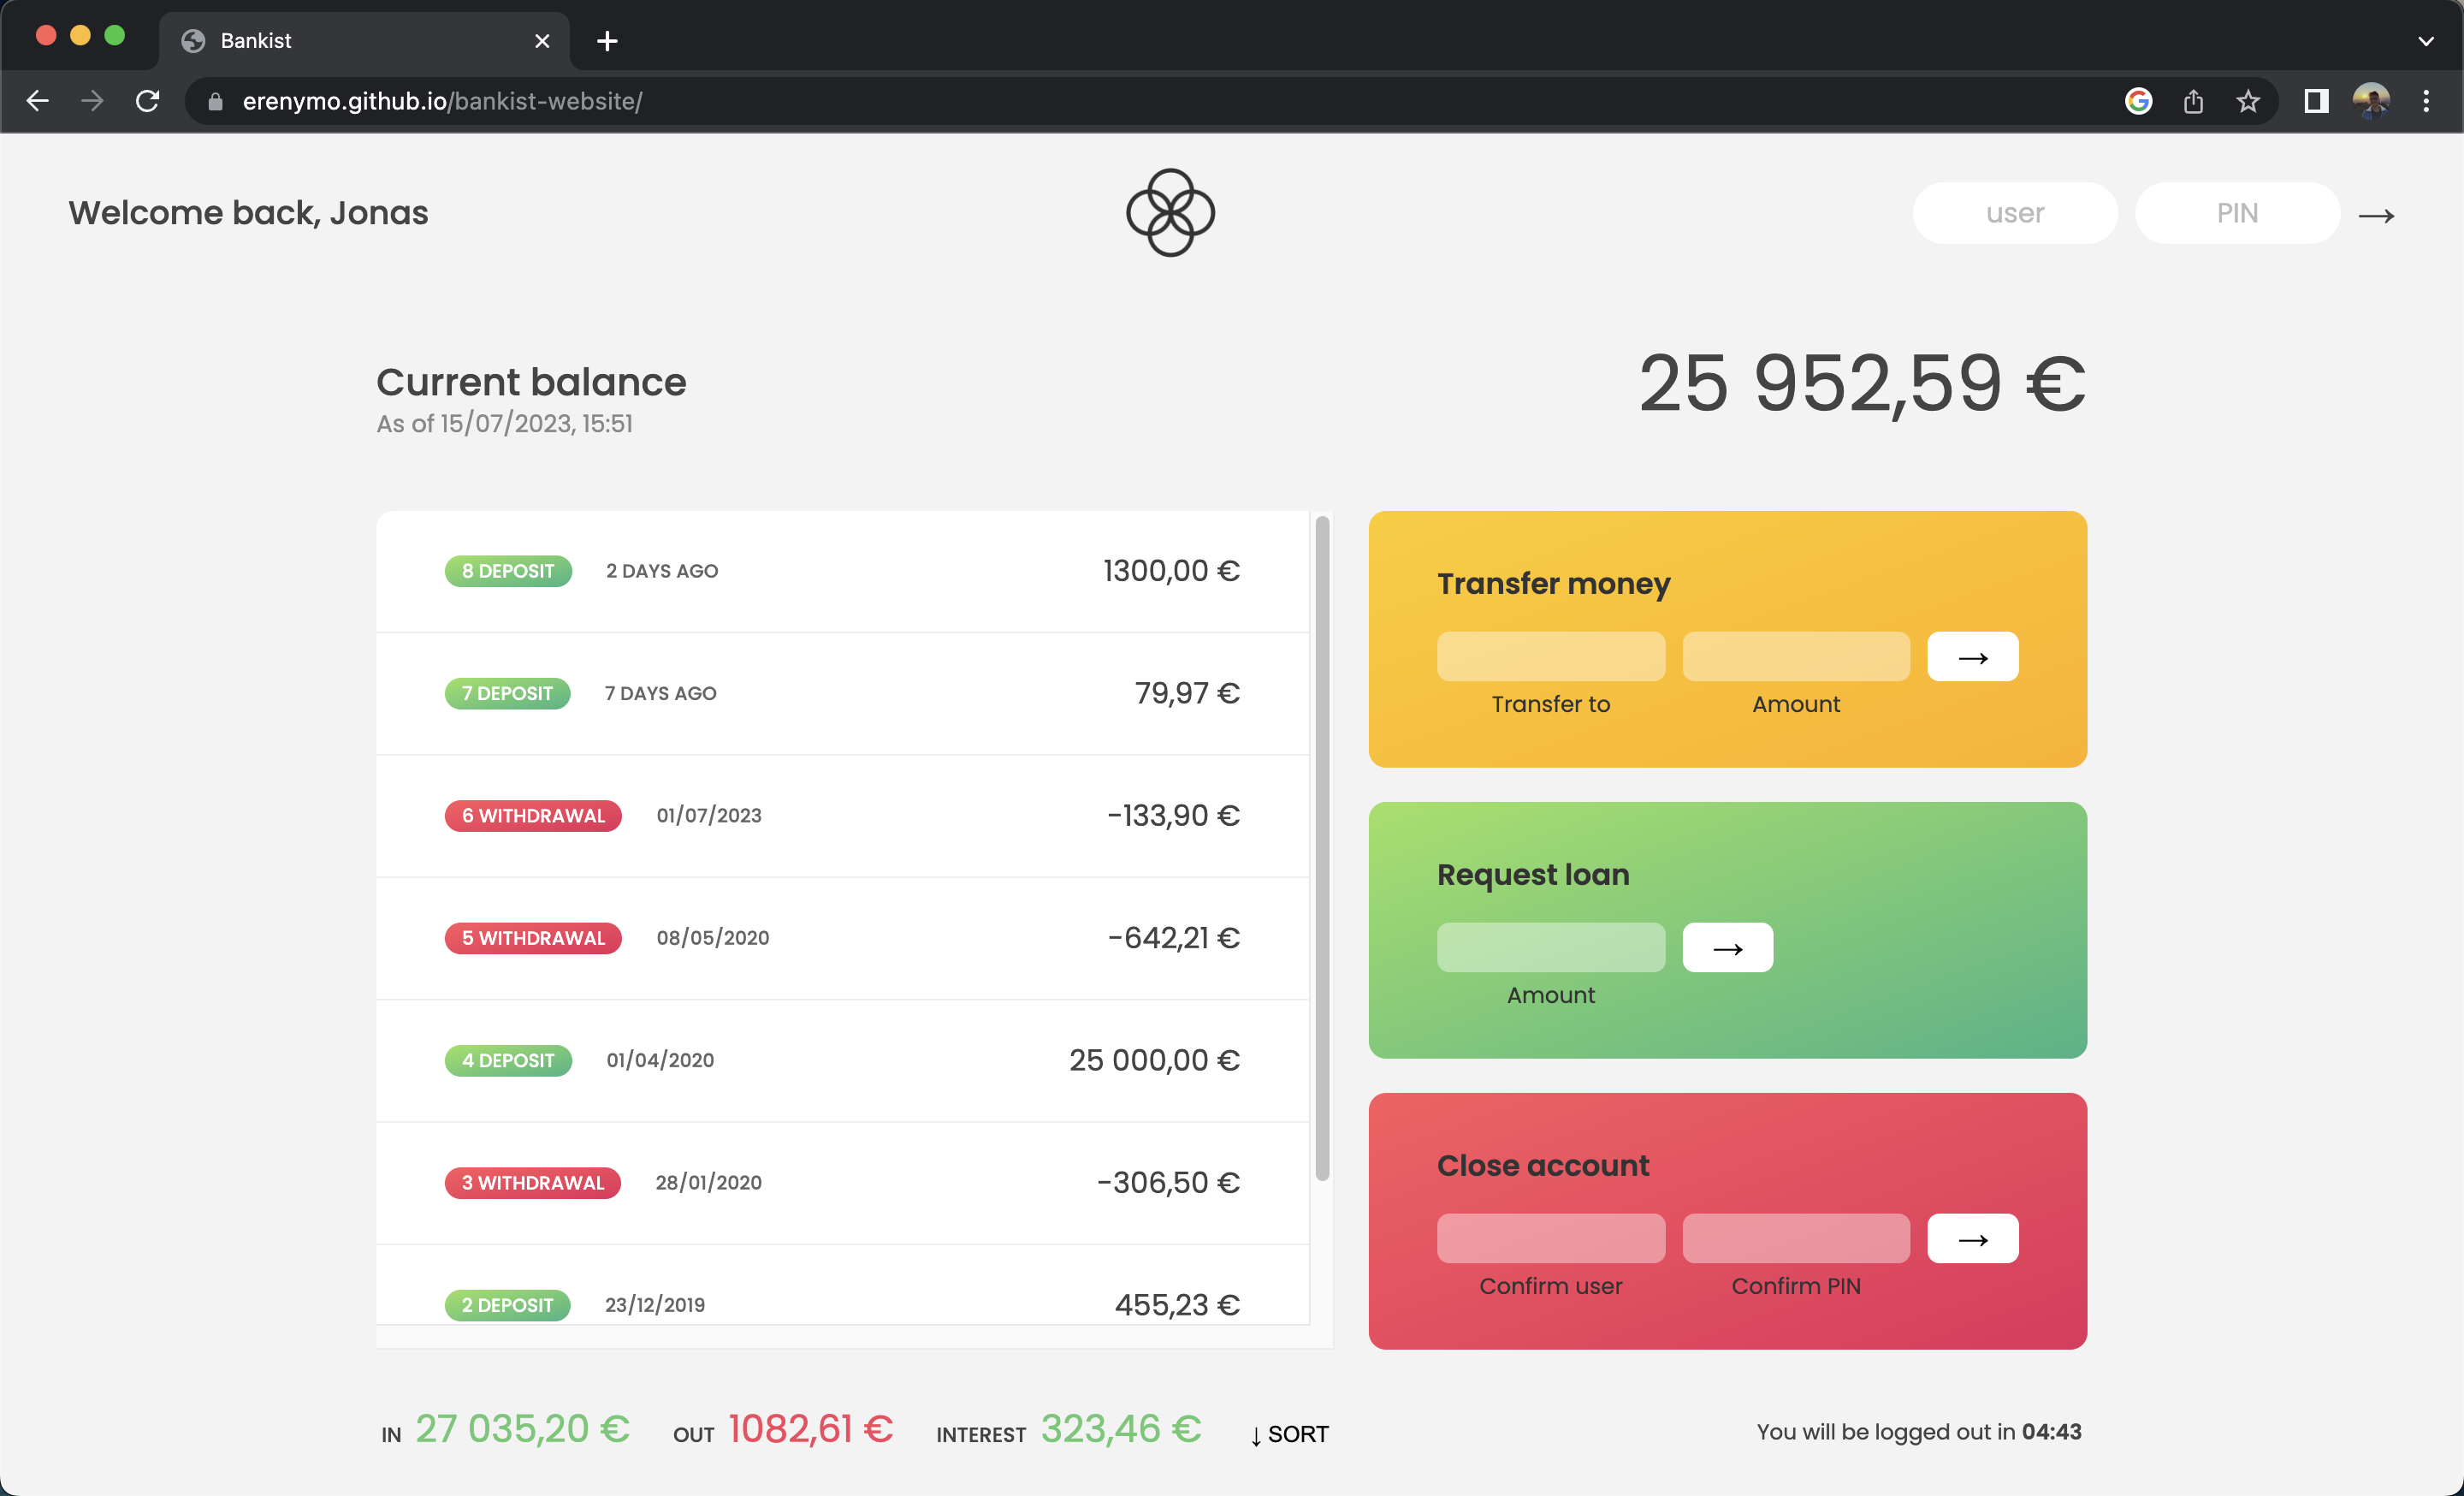 Bankist
erenymo.github.io/bankist-website/
Welcome back, Jonas
user
PIN
→
Current balance
As of 15/07/2023, 15:51
25 952,59 €
8 DEPOSIT 2 DAYS AGO 1300,00 €
7 DEPOSIT 7 DAYS AGO 79,97 €
6 WITHDRAWAL 01/07/2023 -133,90 €
5 WITHDRAWAL 08/05/2020 -642,21 €
4 DEPOSIT 01/04/2020 25 000,00 €
3 WITHDRAWAL 28/01/2020 -306,50 €
2 DEPOSIT 23/12/2019 455,23 €
Transfer money
→
Transfer to Amount
Request loan
→
Amount
Close account
→
Confirm user Confirm PIN
IN 27 035,20 € OUT 1082,61 € INTEREST 323,46 € ↓ SORT
You will be logged out in 04:43